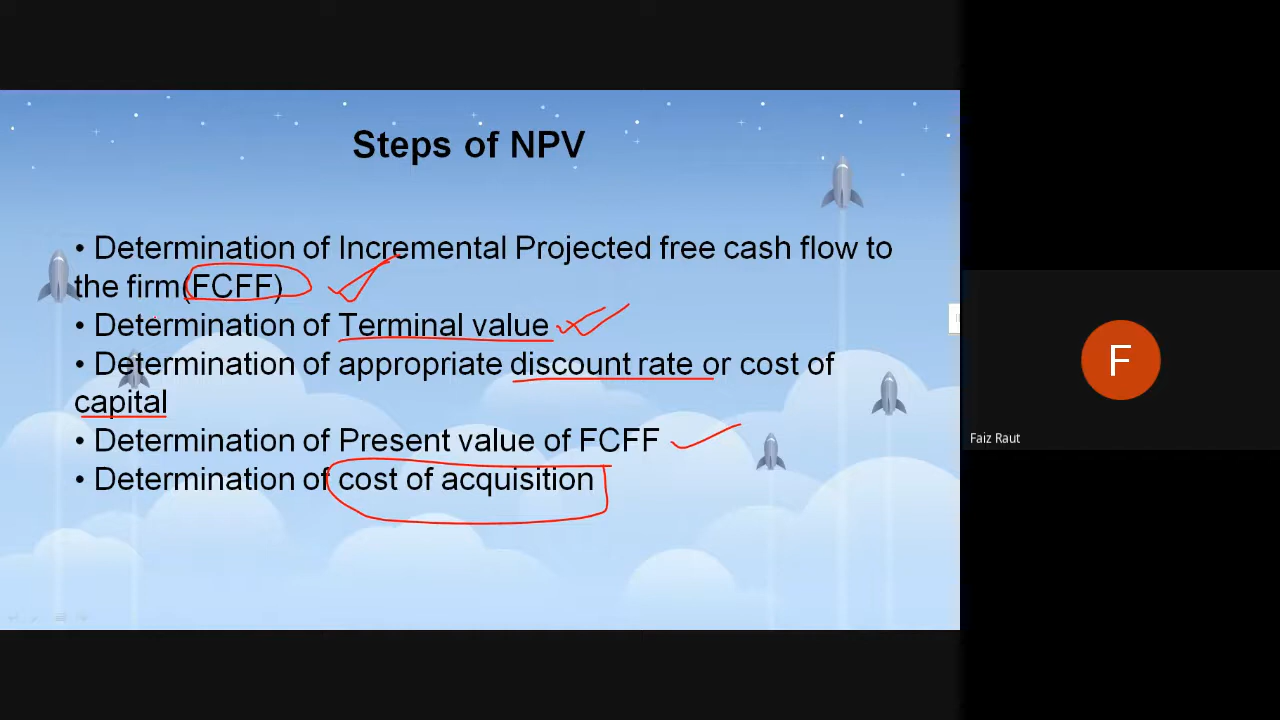 Steps of NPV
• Determination of Incremental Projected free cash flow to
the firm(FCFF)
• Determination of Terminal value
• Determination of appropriate discount rate or cost of
capital
• Determination of Present value of FCFF
• Determination of cost of acquisition
F
Faiz Raut